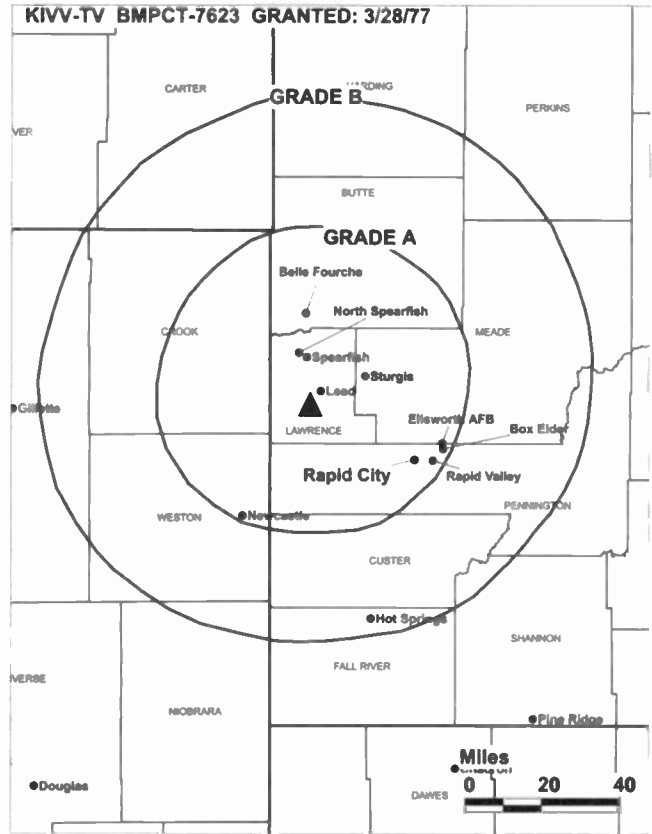 KIVV-TV BMPCT-7623 GRANTED: 3/28/77
CARTER
GRADE B
PERKINS
VER
BUTTE
GRADE A
Belle Fourche
North Spearfish
CROOK
MEADE
Spearfish
Sturgis
Lead
Gillette
Ellsworth AFB
LAWRENCE
Box Elder
Rapid City
Rapid Valley
PENNINGTON
WESTON
Newcastle
CUSTER
Hot Springs
SHANNON
FALL RIVER
VERSE
NIOBRARA
Pine Ridge
Miles
Douglas
DAWES
0 20 40